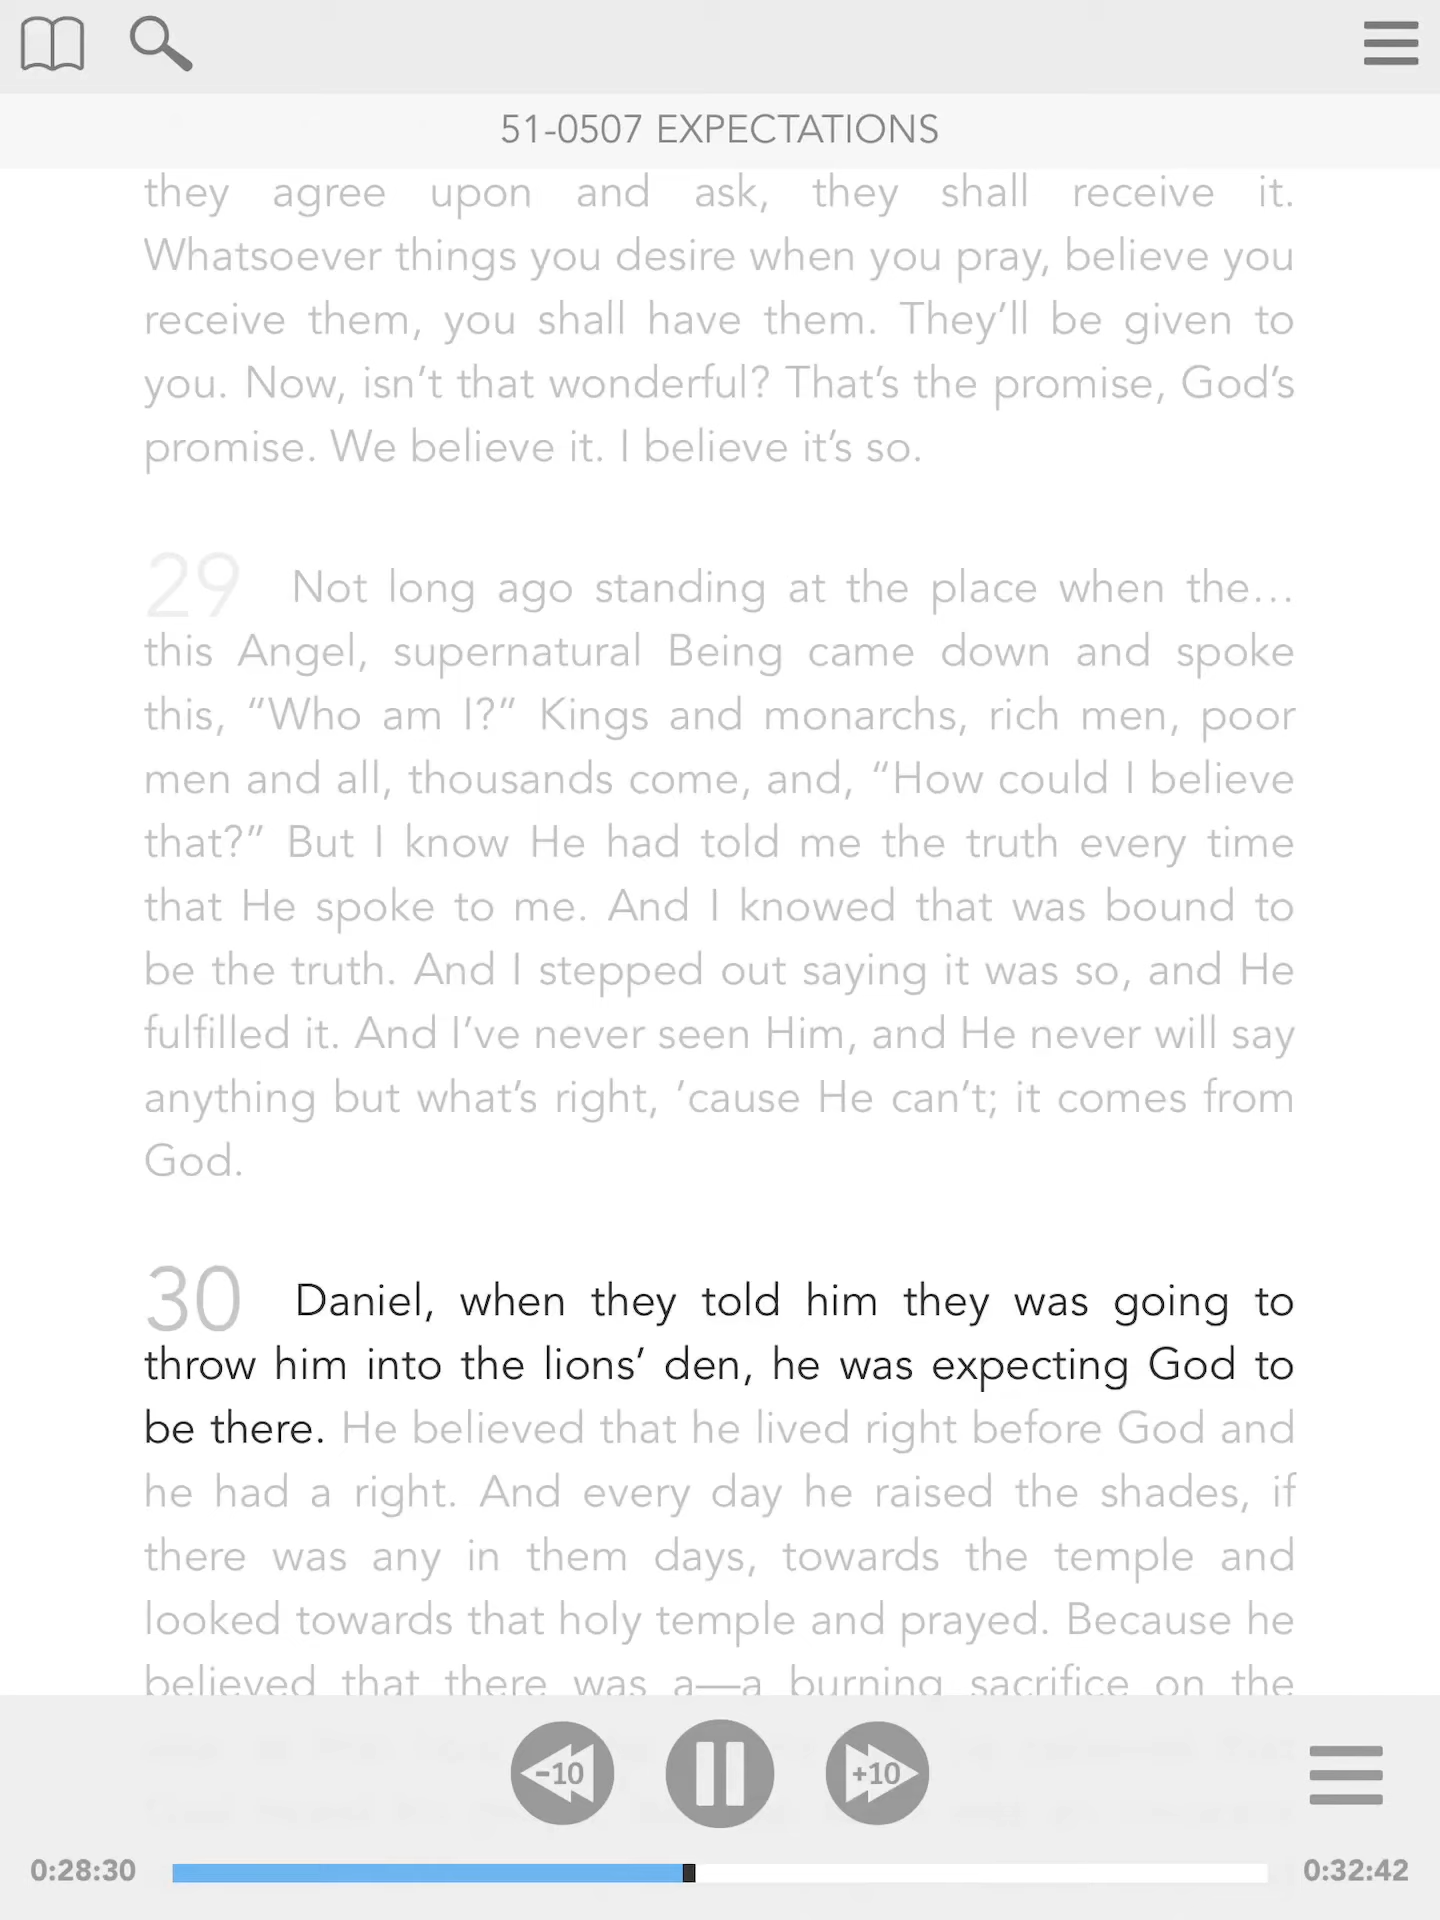 51-0507 EXPECTATIONS
they agree upon and ask, they shall receive it.
Whatsoever things you desire when you pray, believe you
receive them, you shall have them. They’ll be given to
you. Now, isn’t that wonderful? That’s the promise, God’s
promise. We believe it. I believe it’s so.
29 Not long ago standing at the place when the…
this Angel, supernatural Being came down and spoke
this, “Who am I?” Kings and monarchs, rich men, poor
men and all, thousands come, and, “How could I believe
that?” But I know He had told me the truth every time
that He spoke to me. And I knowed that was bound to
be the truth. And I stepped out saying it was so, and He
fulfilled it. And I’ve never seen Him, and He never will say
anything but what’s right, ’cause He can’t; it comes from
God.
30 Daniel, when they told him they was going to
throw him into the lions’ den, he was expecting God to
be there. He believed that he lived right before God and
he had a right. And every day he raised the shades, if
there was any in them days, towards the temple and
looked towards that holy temple and prayed. Because he
believed that there was a—a burning sacrifice on the
-10 +10
0:28:30 0:32:42